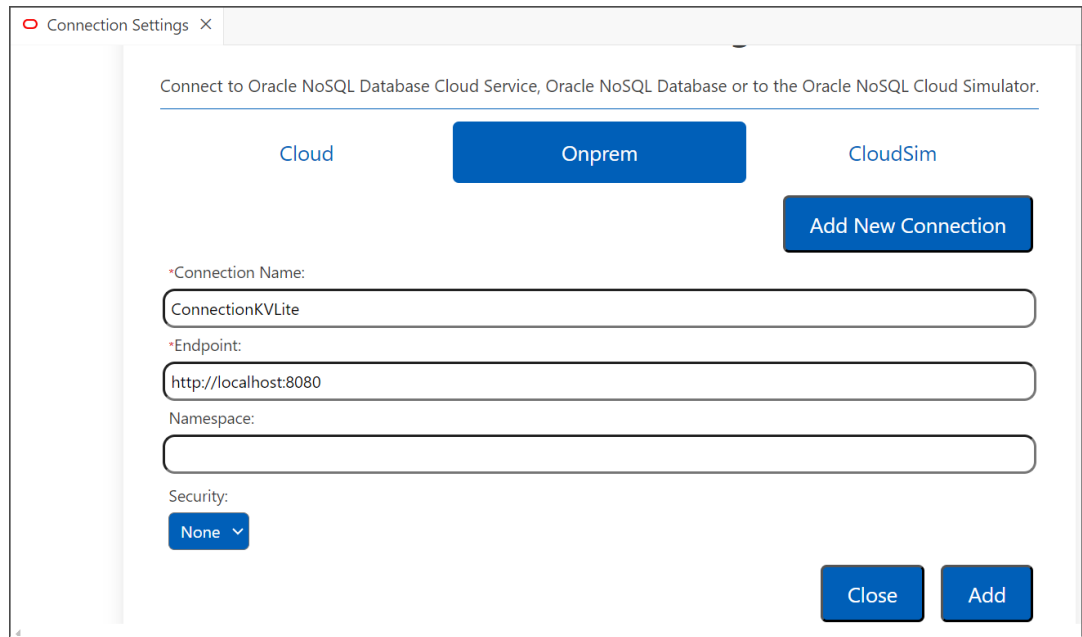 Connection Settings
Connect to Oracle NoSQL Database Cloud Service, Oracle NoSQL Database or to the Oracle NoSQL Cloud Simulator.
Cloud Onprem CloudSim
Add New Connection
*Connection Name:
ConnectionKVLite
*Endpoint:
http://localhost:8080
Namespace:
Security:
None
Close Add